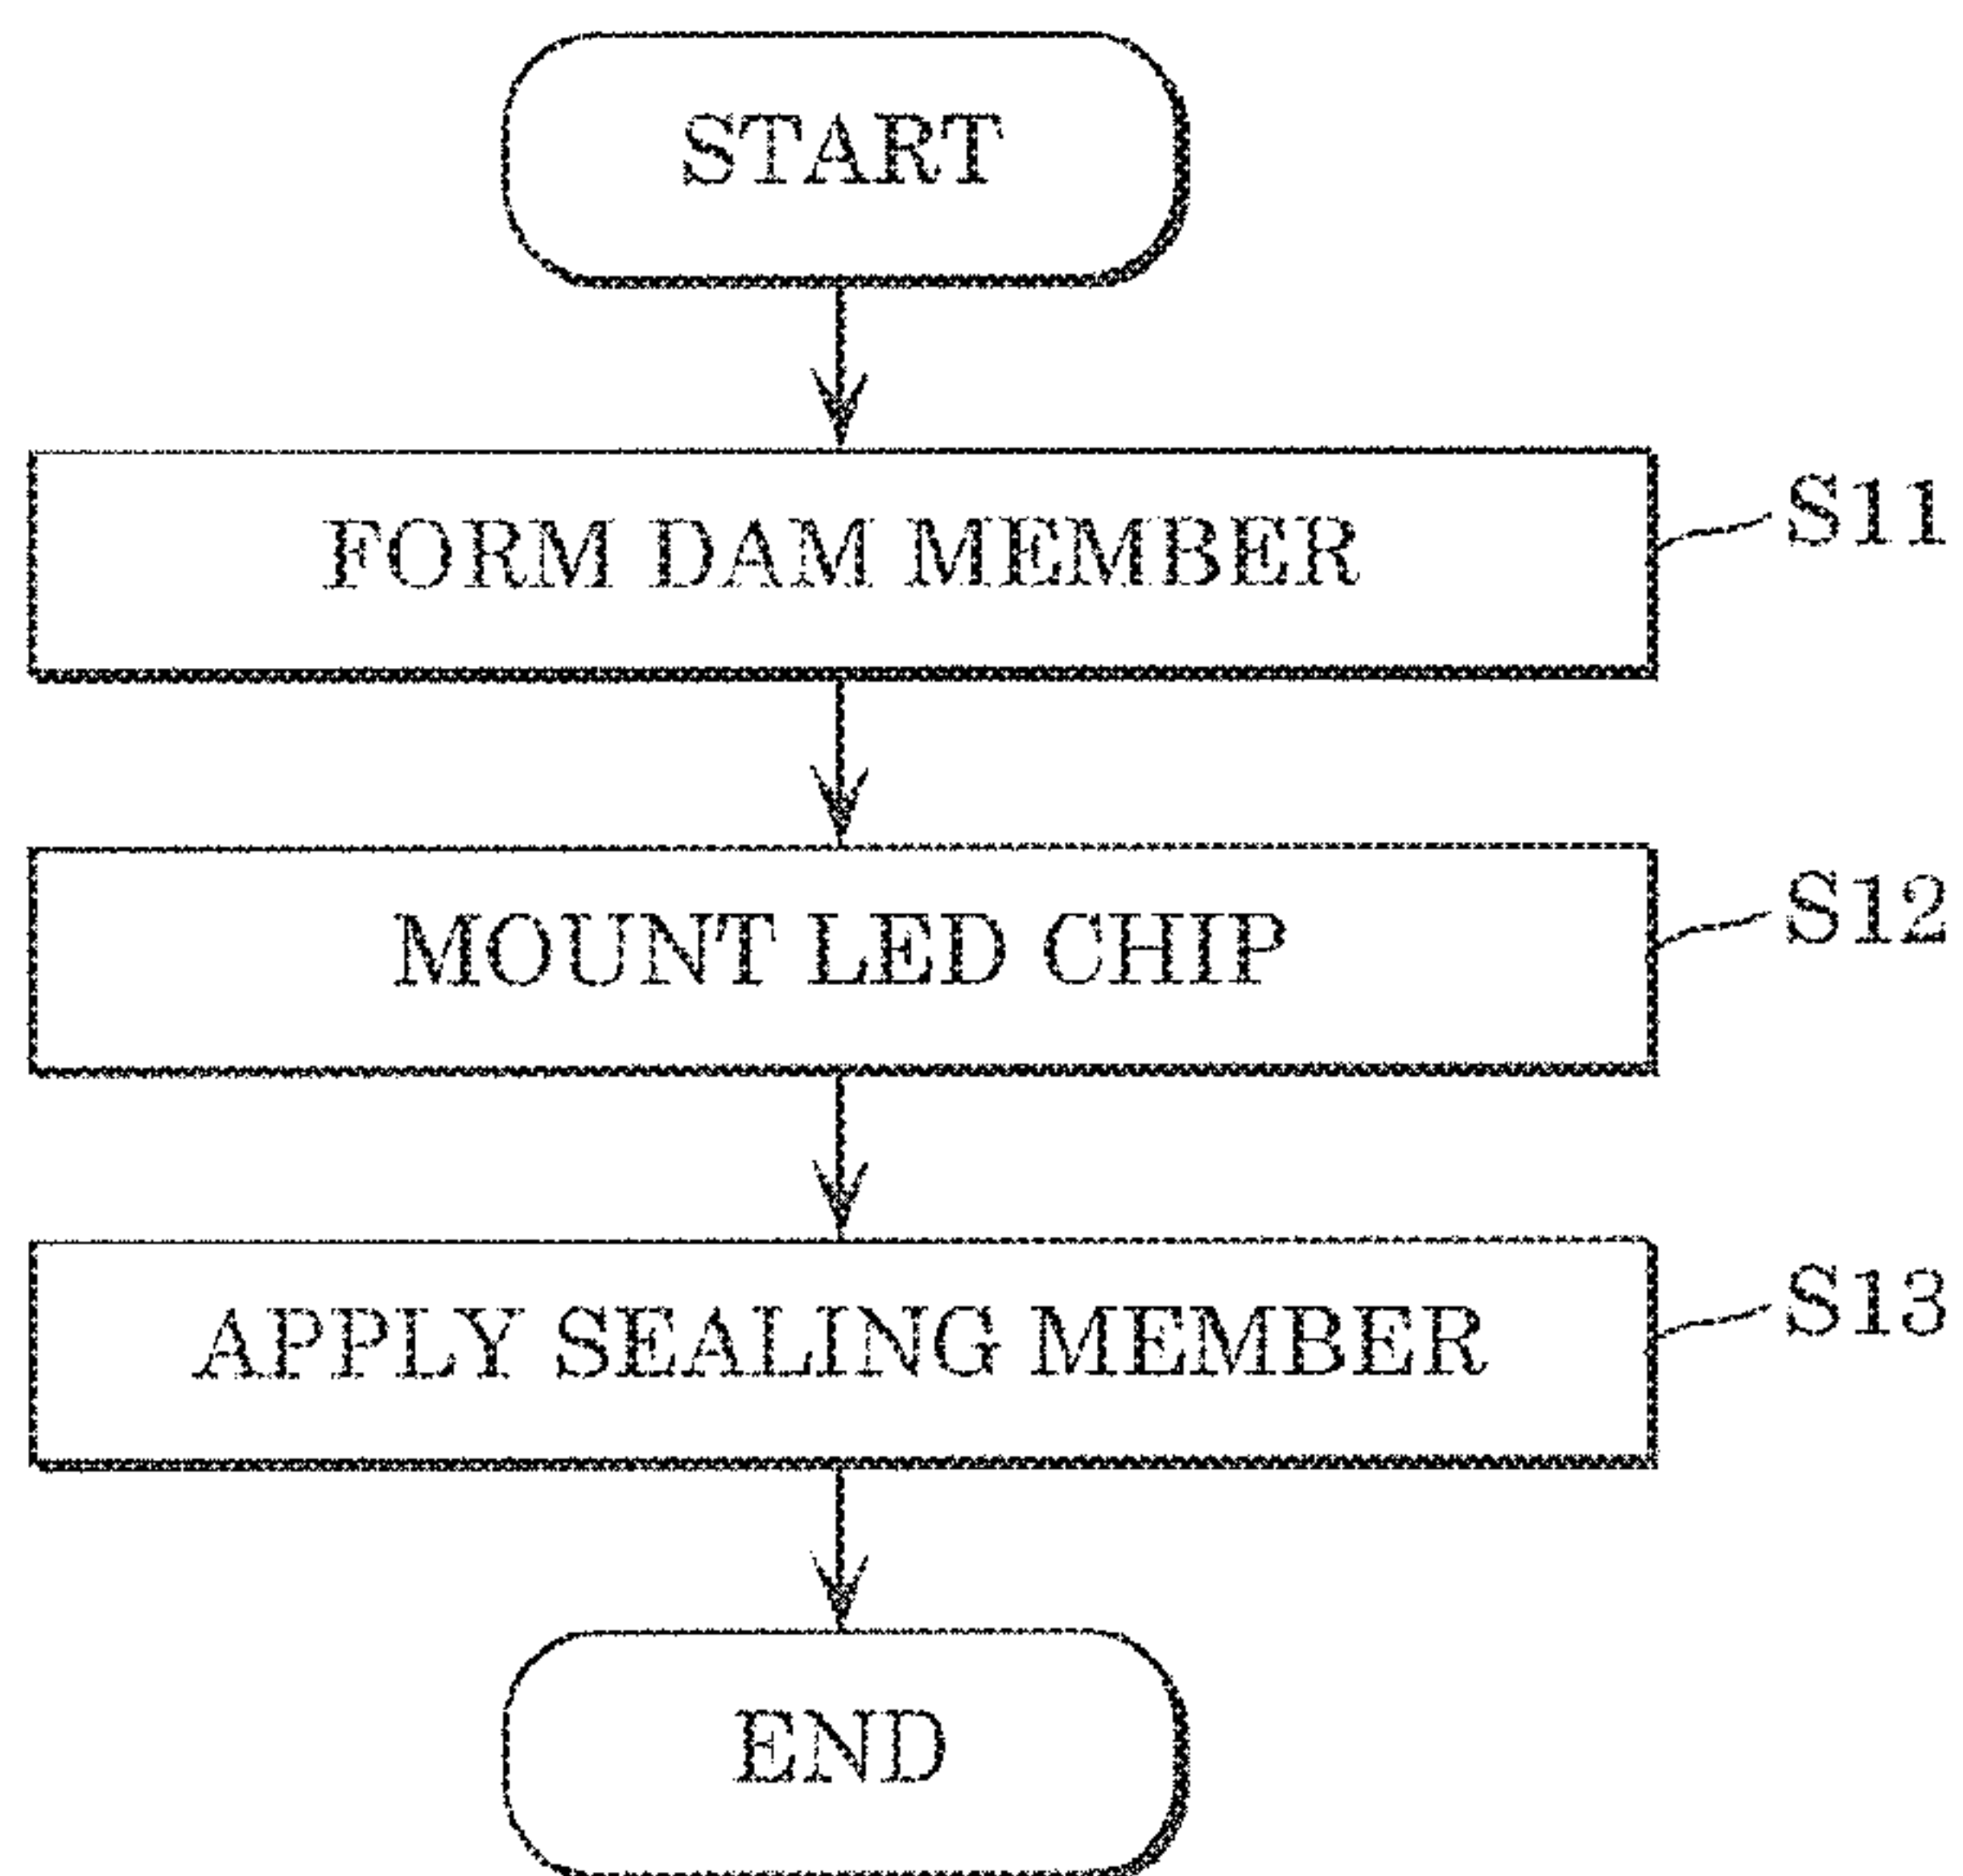 START
FORM DAM MEMBER
S11
MOUNT LED CHIP
S12
APPLY SEALING MEMBER
S13
END